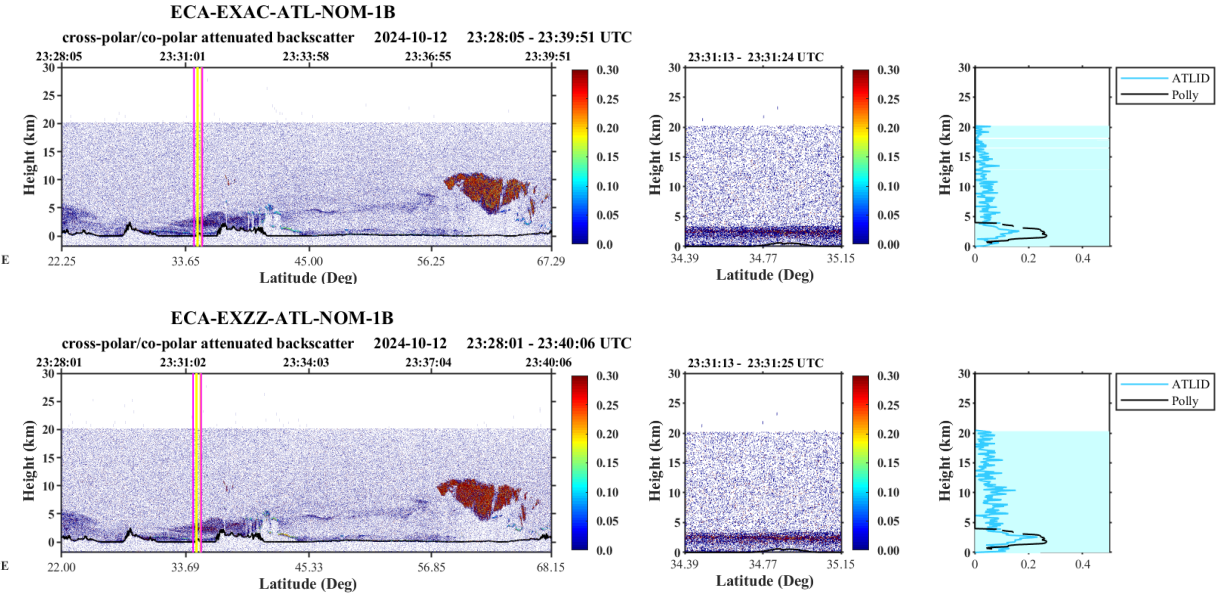 ECA-EXAC-ATL-NOM-1B
cross-polar/co-polar attenuated backscatter 2024-10-12 23:28:05 - 23:39:51 UTC
23:28:05 23:31:01 23:33:58 23:36:55 23:39:51
23:31:13 - 23:31:24 UTC
Height (km)
30
25
20
15
10
5
0
22.25 33.65 45.00 56.25 67.29
Latitude (Deg)
E
0.30
0.25
0.20
0.15
0.10
0.05
0.0
Height (km)
30
25
20
15
10
5
0
34.39 34.77 35.15
Latitude (Deg)
0.30
0.25
0.20
0.15
0.10
0.05
0.0
Height (km)
30
25
20
15
10
5
0
0 0.2 0.4
ATLID
Polly
ECA-EXZZ-ATL-NOM-1B
cross-polar/co-polar attenuated backscatter 2024-10-12 23:28:01 - 23:40:06 UTC
23:28:01 23:31:02 23:34:03 23:37:04 23:40:06
23:31:13 - 23:31:25 UTC
Height (km)
30
25
20
15
10
5
0
22.00 33.69 45.33 56.85 68.15
Latitude (Deg)
E
0.30
0.25
0.20
0.15
0.10
0.05
0.0
Height (km)
30
25
20
15
10
5
0
34.39 34.77 35.15
Latitude (Deg)
0.30
0.25
0.20
0.15
0.10
0.05
0.00
Height (km)
30
25
20
15
10
5
0
0 0.2 0.4
ATLID
Polly